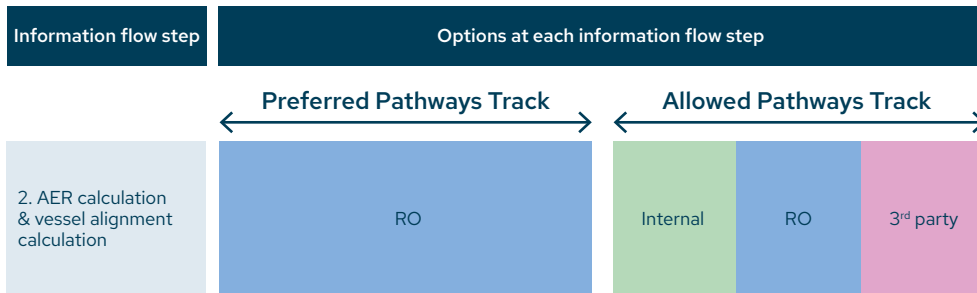 Information flow step
Options at each information flow step
Preferred Pathways Track
Allowed Pathways Track
2. AER calculation
& vessel alignment
calculation
RO
Internal
RO
3rd party